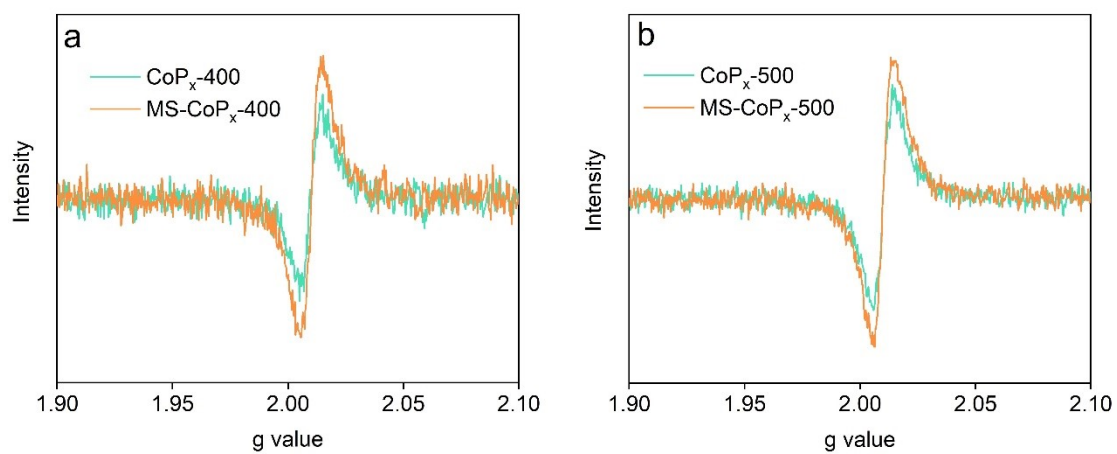 a
CoPx-400
MS-CoPx-400
Intensity
1.90 1.95 2.00 2.05 2.10
g value
b
CoPx-500
MS-CoPx-500
Intensity
1.90 1.95 2.00 2.05 2.10
g value